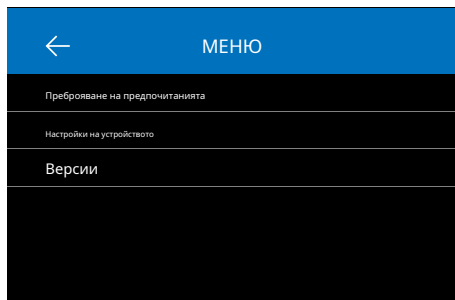 МЕНЮ
Преброяване на предпочитанията
Настройки на устройството
Версии